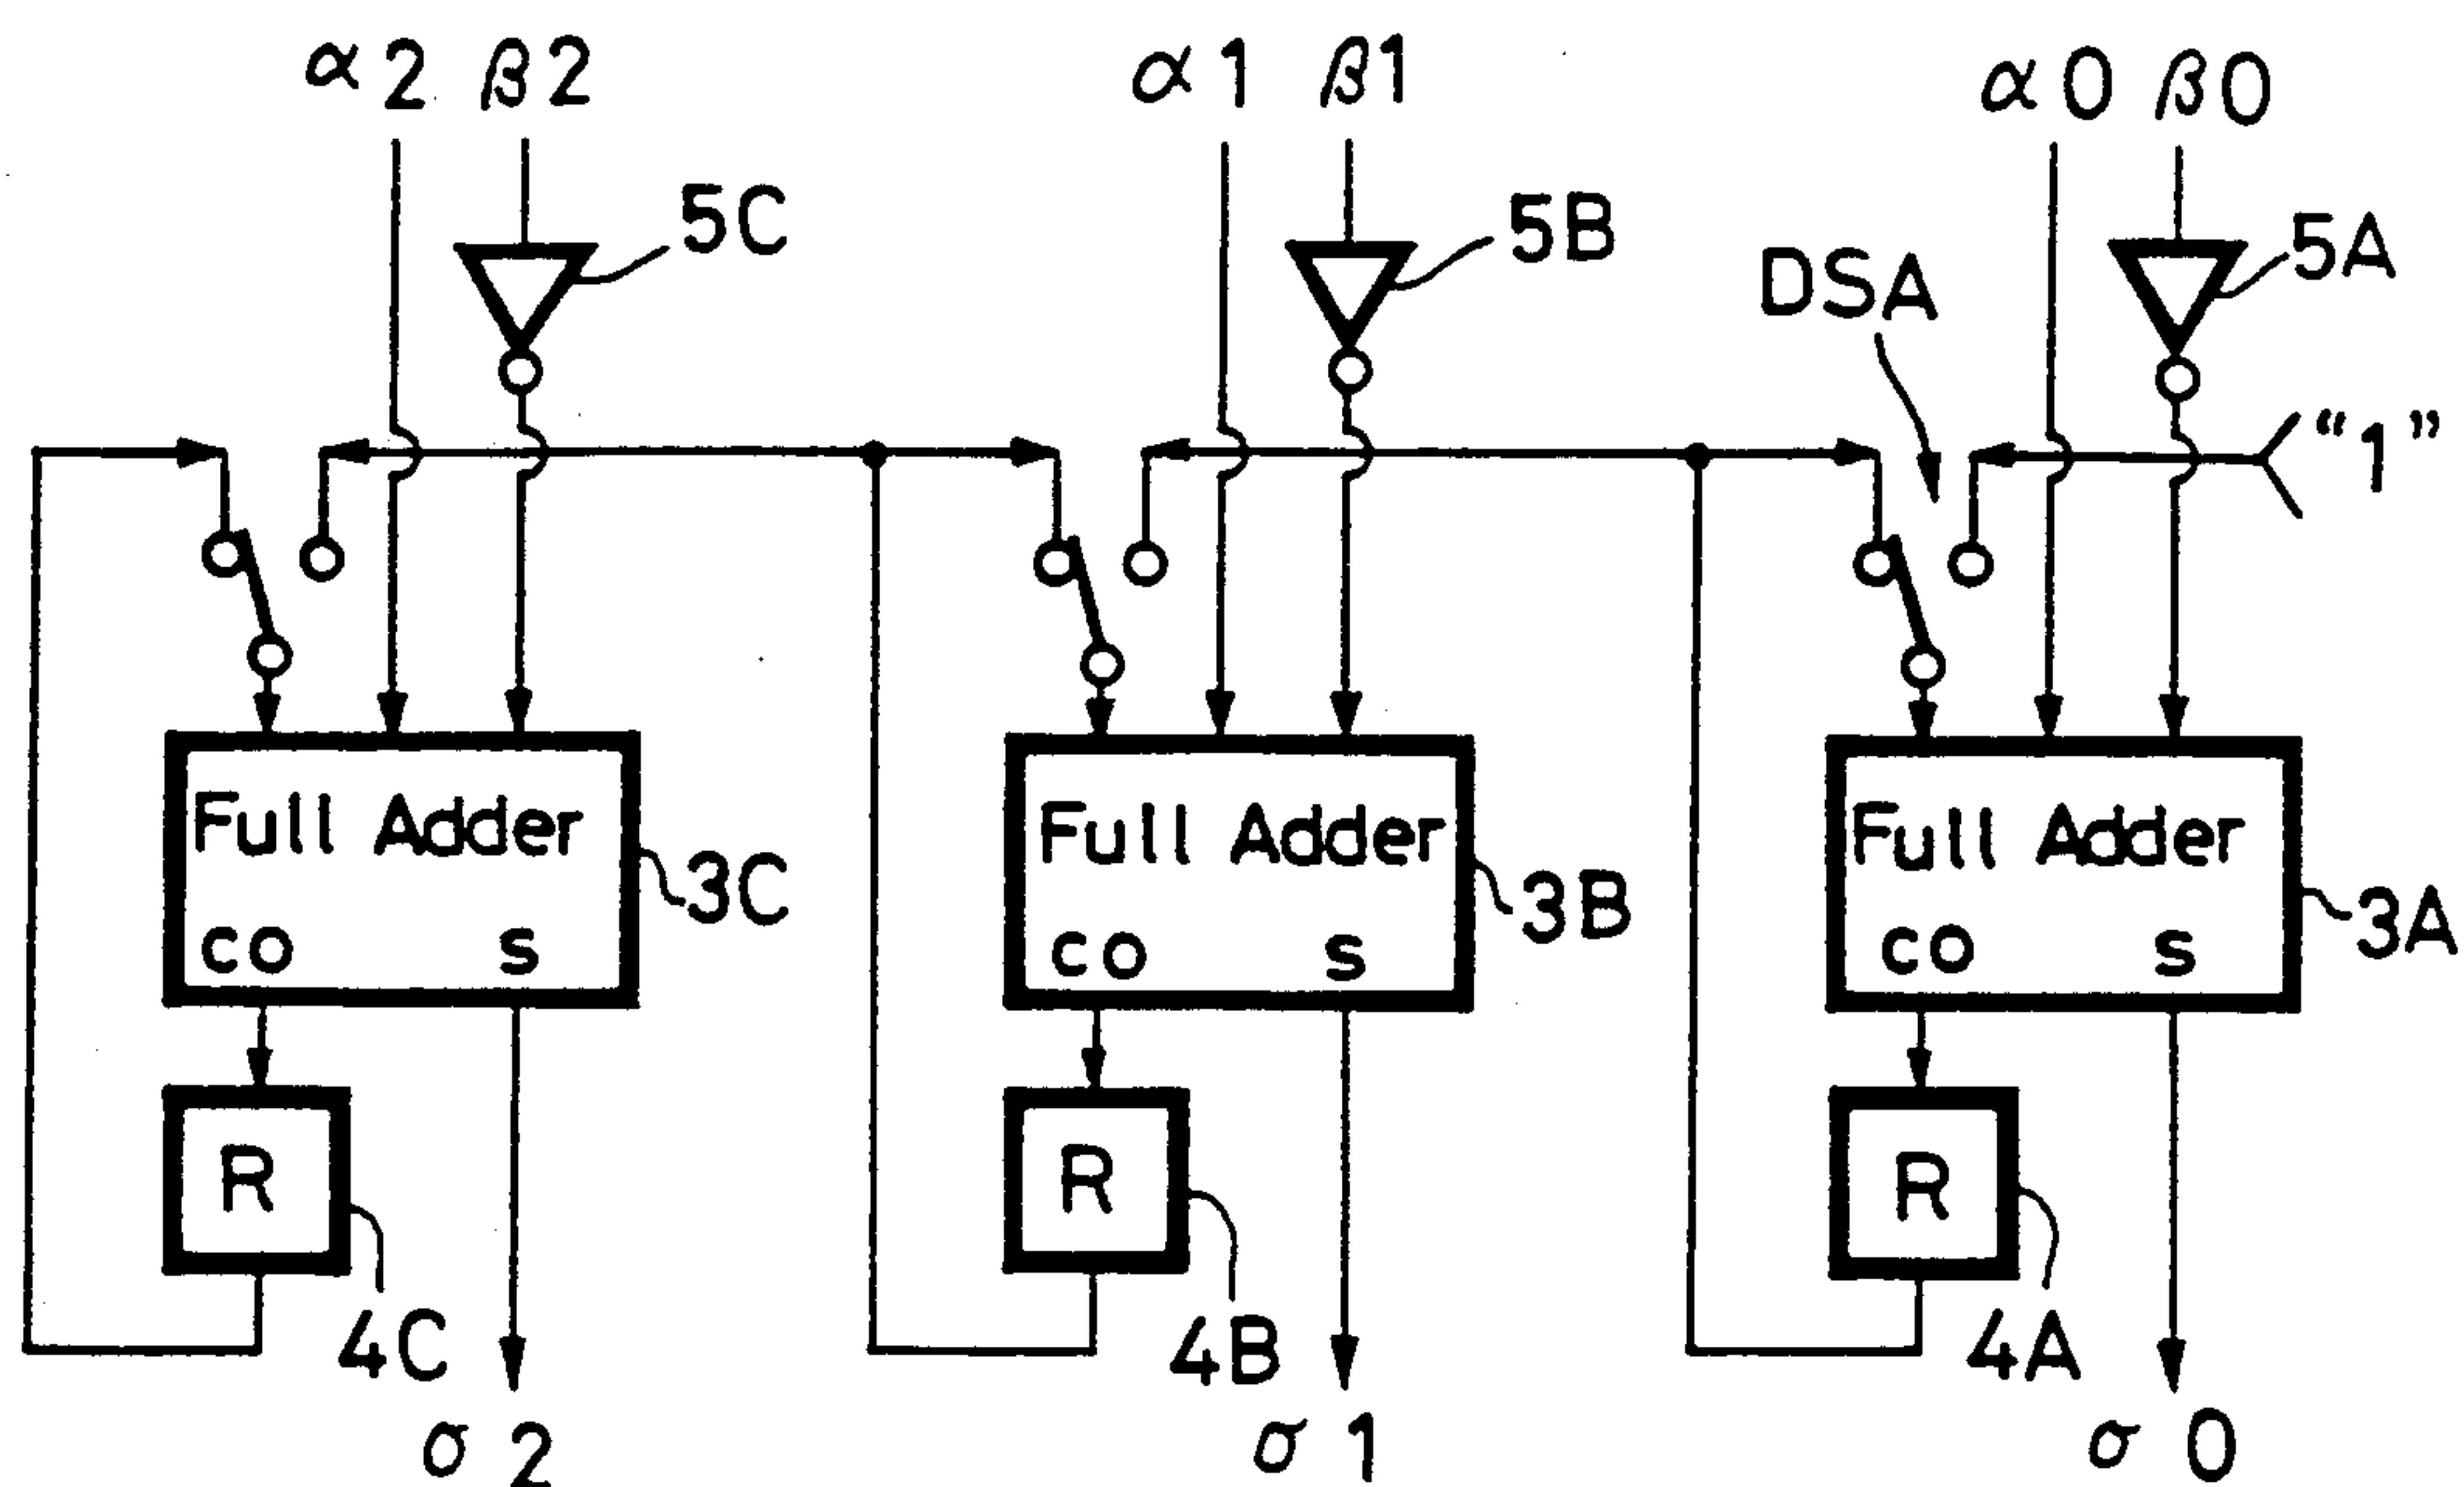 α2 β2 α1 β1 α0 β0
5C 5B DSA 5A
“1”
Full Adder Full Adder Full Adder
3C 3B 3A
co s co s co s
R R R
4C 4B 4A
σ2 σ1 σ0